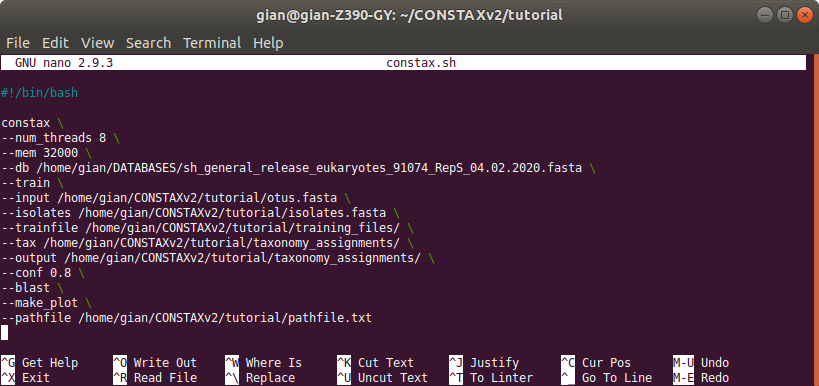 gian@gian-Z390-GY: ~/CONSTAXv2/tutorial
File Edit View Search Terminal Help
GNU nano 2.9.3 constax.sh
#!/bin/bash
constax \
--num_threads 8 \
--mem 32000 \
--db /home/gian/DATABASES/sh_general_release_eukaryotes_91074_RepS_04.02.2020.fasta \
--train \
--input /home/gian/CONSTAXv2/tutorial/otus.fasta \
--isolates /home/gian/CONSTAXv2/tutorial/isolates.fasta \
--trainfile /home/gian/CONSTAXv2/tutorial/training_files/ \
--tax /home/gian/CONSTAXv2/tutorial/taxonomy_assignments/ \
--output /home/gian/CONSTAXv2/tutorial/taxonomy_assignments/ \
--conf 0.8 \
--blast \
--make_plot \
--pathfile /home/gian/CONSTAXv2/tutorial/pathfile.txt
^G Get Help ^O Write Out ^W Where Is ^K Cut Text ^J Justify ^C Cur Pos M-U Undo
^X Exit ^R Read File ^\ Replace ^U Uncut Text ^T To Linter ^_ Go To Line M-E Redo